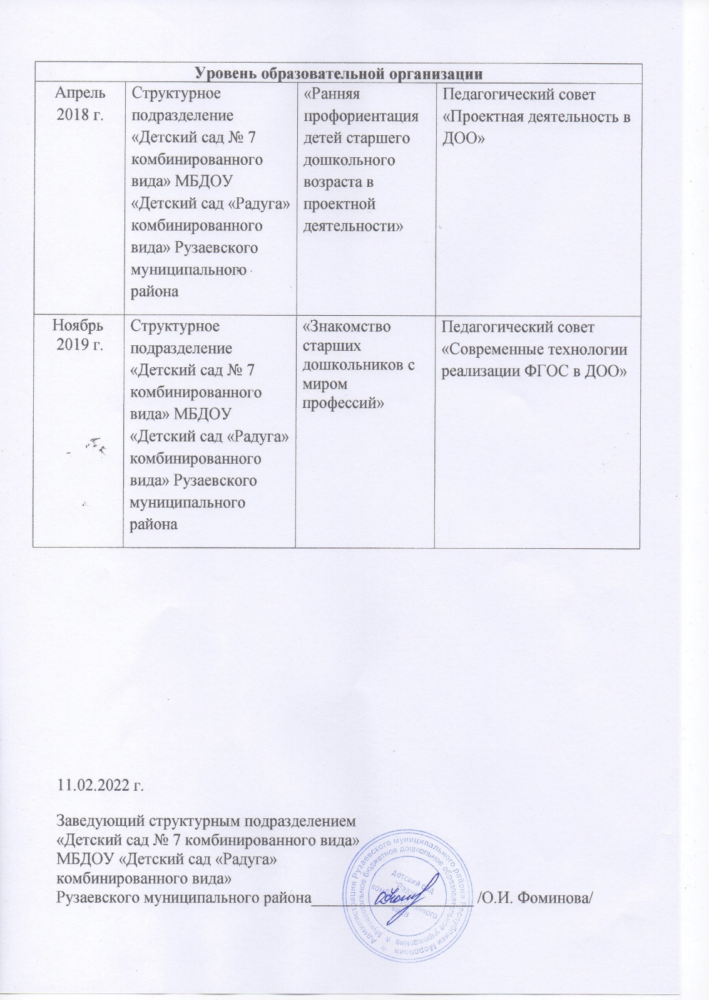 Уровень образовательной организации
Апрель
2018 г.
Структурное
подразделение
«Детский сад № 7
комбинированного
вида» МБДОУ
«Детский сад «Радуга»
комбинированного
вида» Рузаевского
муниципального
района
«Ранняя
профориентация
детей старшего
дошкольного
возраста в
проектной
деятельности»
Педагогический совет
«Проектная деятельность в
ДОО»
Ноябрь
2019 г.
Структурное
подразделение
«Детский сад № 7
комбинированного
вида» МБДОУ
«Детский сад «Радуга»
комбинированного
вида» Рузаевского
муниципального
района
«Знакомство
старших
дошкольников с
миром
профессий»
Педагогический совет
«Современные технологии
реализации ФГОС в ДОО»
11.02.2022 г.
Заведующий структурным подразделением
«Детский сад № 7 комбинированного вида»
МБДОУ «Детский сад «Радуга»
комбинированного вида»
Рузаевского муниципального района____________________ /О.И. Фоминова/
Администрация Рузаевского муниципального района Республики Мордовия
Муниципальное бюджетное дошкольное образовательное учреждение
детский сад
"Радуга"
вида